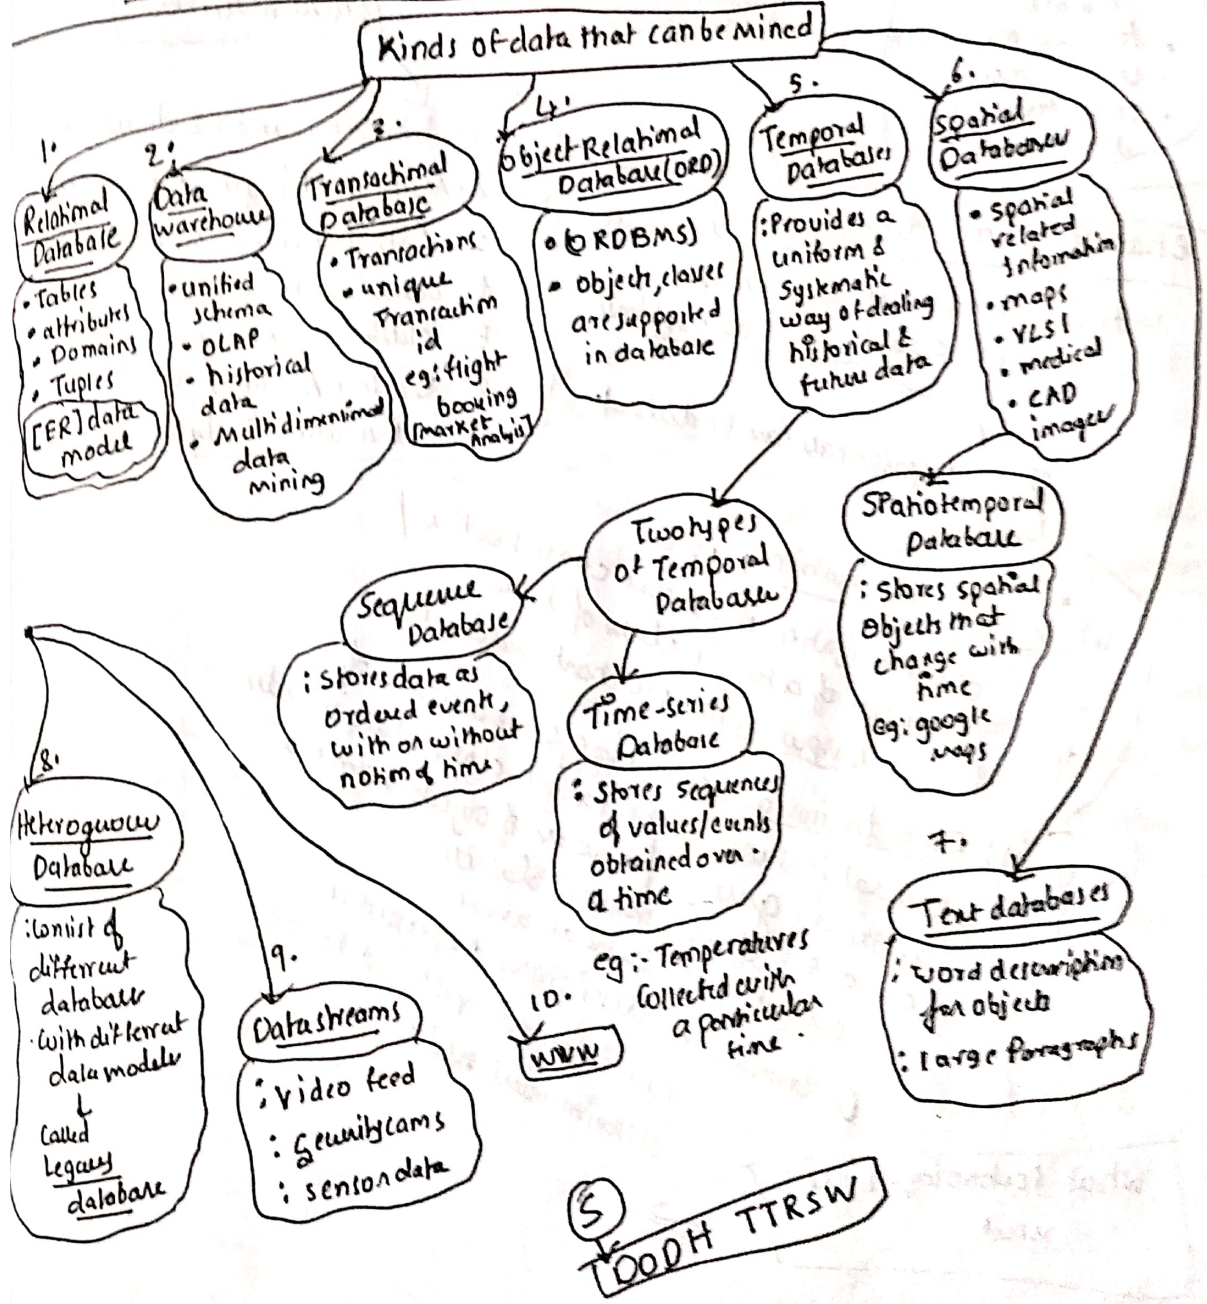 Kinds of data that can be mined
1.
Relational
Database
• Tables
• attributes
• Domains
• Tuples
[ER] data
model
2.
Data
warehouse
• unified
schema
• OLAP
• historical
data
• Multidimensional
data
mining
3.
Transactional
Database
• Transactions
• unique
Transaction
id
eg: flight
booking
[market
Analysis]
4.
Object Relational
Database (ORD)
• (ORDBMS)
• objects, classes
are supported
in database
5.
Temporal
Databases
: Provides a
uniform &
systematic
way of dealing
historical &
future data
6.
Spatial
Databases
• spatial
related
Information
• maps
• VLSI
• medical
• CAD
images
Two types
of Temporal
Databases
Spatiotemporal
Database
: stores spatial
objects that
change with
time
eg: google
maps
Sequence
Database
: stores data as
ordered events,
with or without
notion of time
Time-series
Database
: stores sequences
of values/events
obtained over
a time
eg:- Temperatures
collected with
a particular
time.
7.
Text databases
: word description
for objects
: large paragraphs
8.
Heterogenous
Database
: consist of
different
database
• with different
data models
↓
called
Legacy
database
9.
Data streams
: video feed
: security cams
: sensor data
10.
www
S
TDODH TTRSW